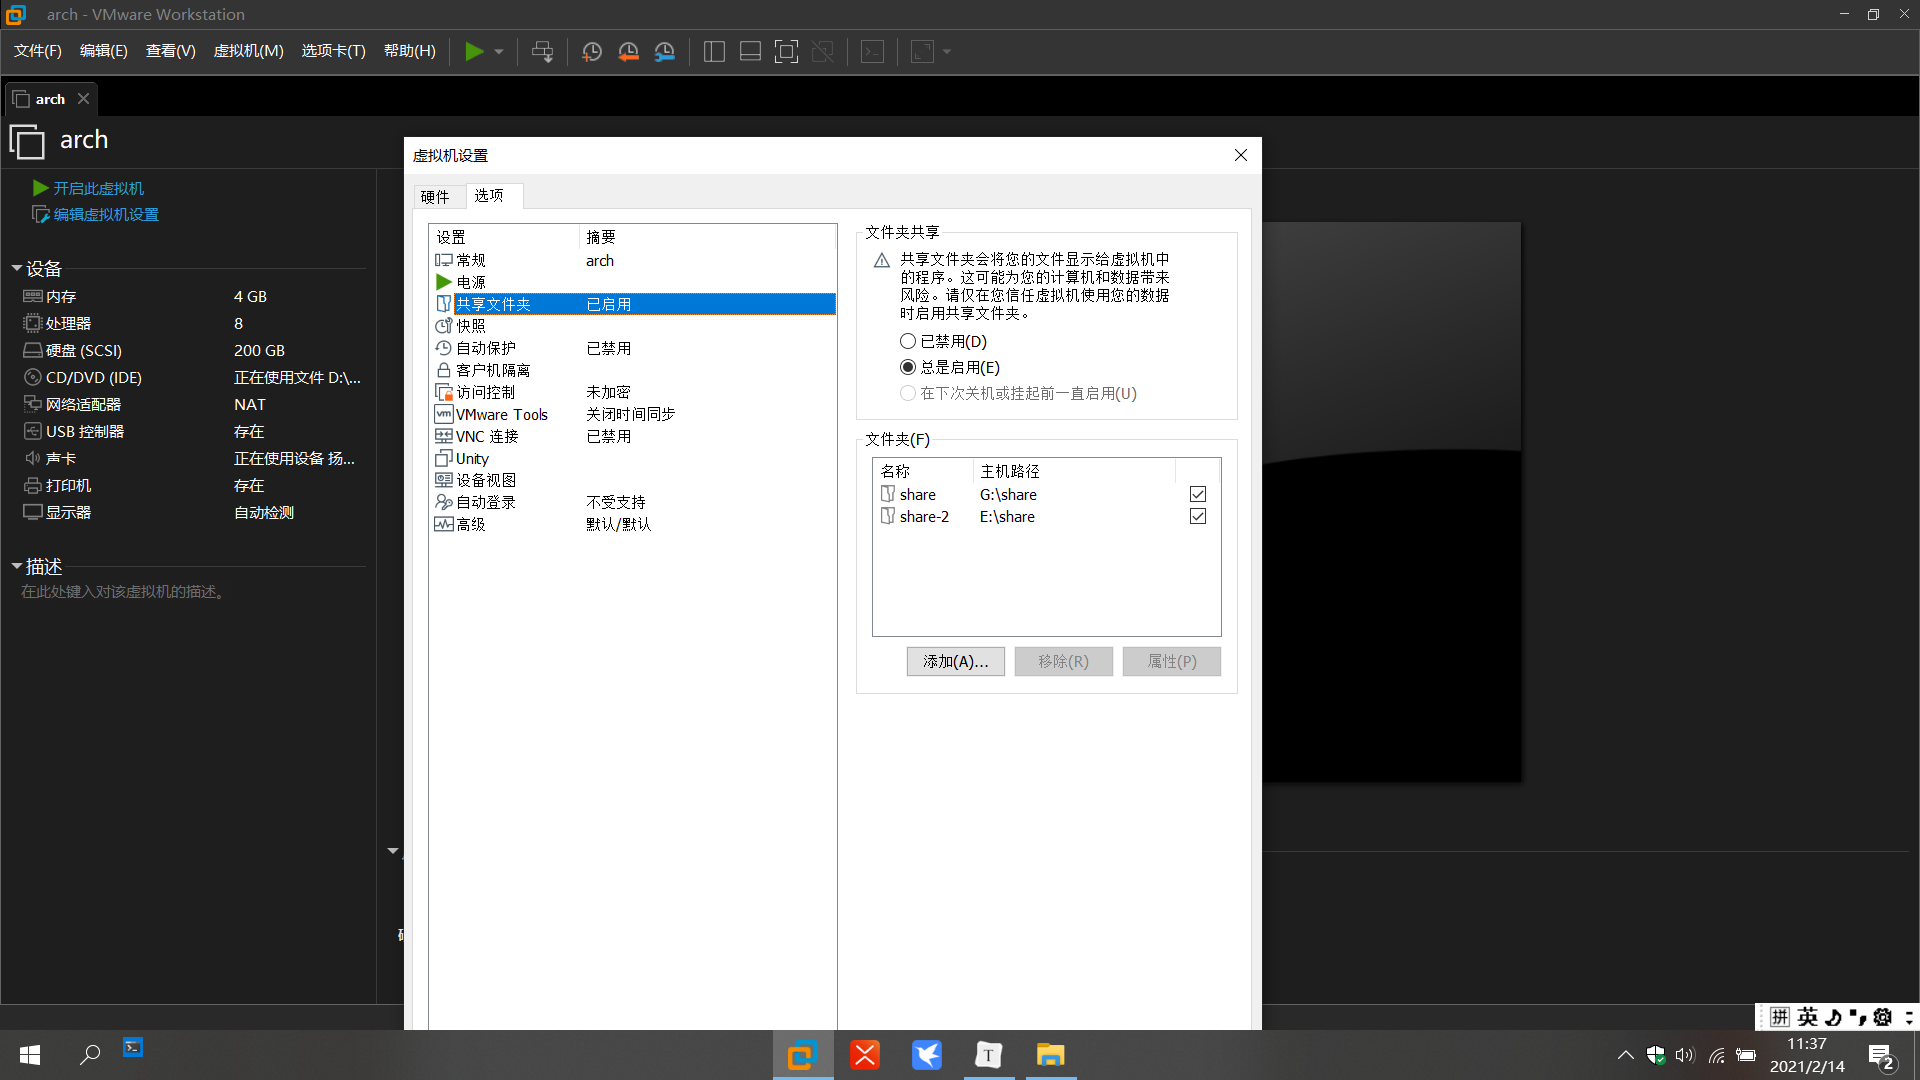 arch - VMware Workstation
文件(F) 编辑(E) 查看(V) 虚拟机(M) 选项卡(T) 帮助(H)
arch
arch
开启此虚拟机
编辑虚拟机设置
设备
内存 4 GB
处理器 8
硬盘 (SCSI) 200 GB
CD/DVD (IDE) 正在使用文件 D:\...
网络适配器 NAT
USB 控制器 存在
声卡 正在使用设备 扬...
打印机 存在
显示器 自动检测
描述
在此处键入对该虚拟机的描述。
虚拟机设置
硬件 选项
设置 摘要
常规 arch
电源
共享文件夹 已启用
快照
自动保护 已禁用
客户机隔离
访问控制 未加密
VMware Tools 关闭时间同步
VNC 连接 已禁用
Unity
设备视图
自动登录 不受支持
高级 默认/默认
文件夹共享
共享文件夹会将您的文件显示给虚拟机中
的程序。这可能为您的计算机和数据带来
风险。请仅在您信任虚拟机使用您的数据
时启用共享文件夹。
已禁用(D)
总是启用(E)
在下次关机或挂起前一直启用(U)
文件夹(F)
名称 主机路径
share G:\share
share-2 E:\share
添加(A)... 移除(R) 属性(P)
拼 英
T
11:37
2021/2/14
2